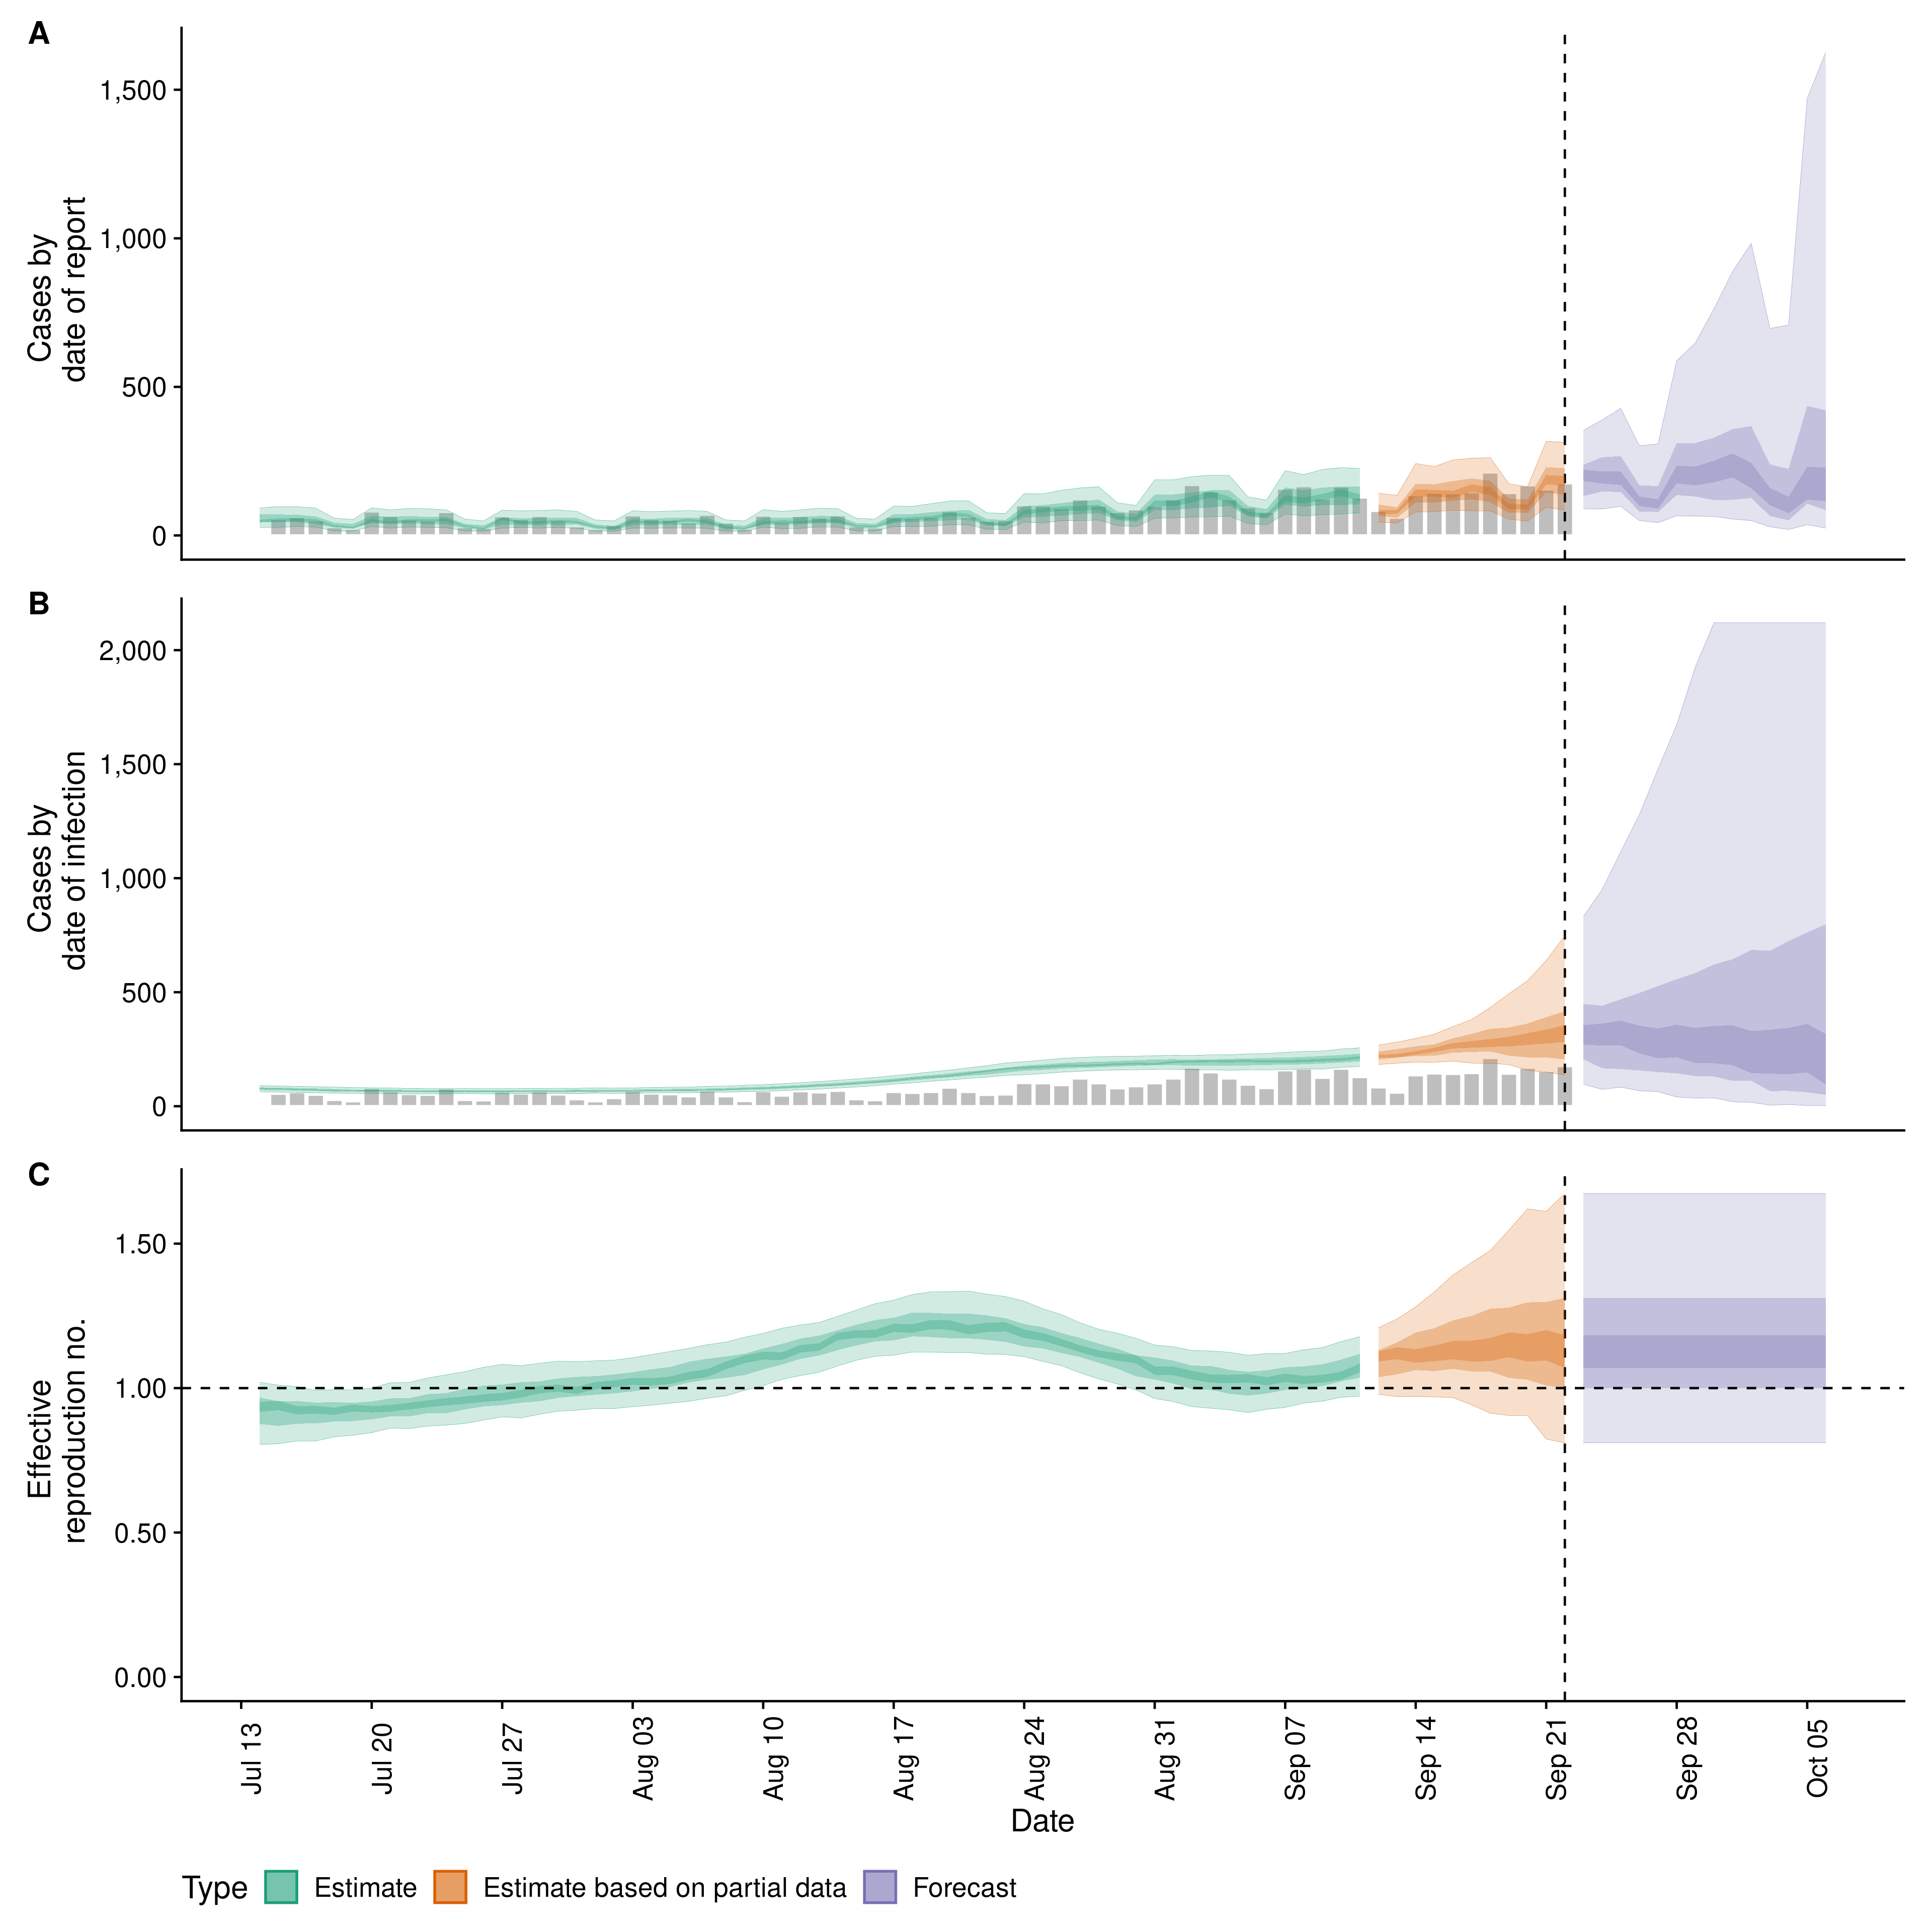 A
1,500
1,000
500
0
Cases by
date of report
B
2,000
1,500
1,000
500
0
Cases by
date of infection
C
1.50
1.00
0.50
0.00
Effective
reproduction no.
Jul 13
Jul 20
Jul 27
Aug 03
Aug 10
Aug 17
Aug 24
Aug 31
Sep 07
Sep 14
Sep 21
Sep 28
Oct 05
Date
Type Estimate Estimate based on partial data Forecast